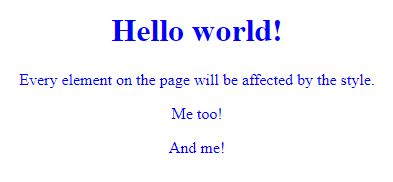 Hello world!
Every element on the page will be affected by the style.
Me too!
And me!